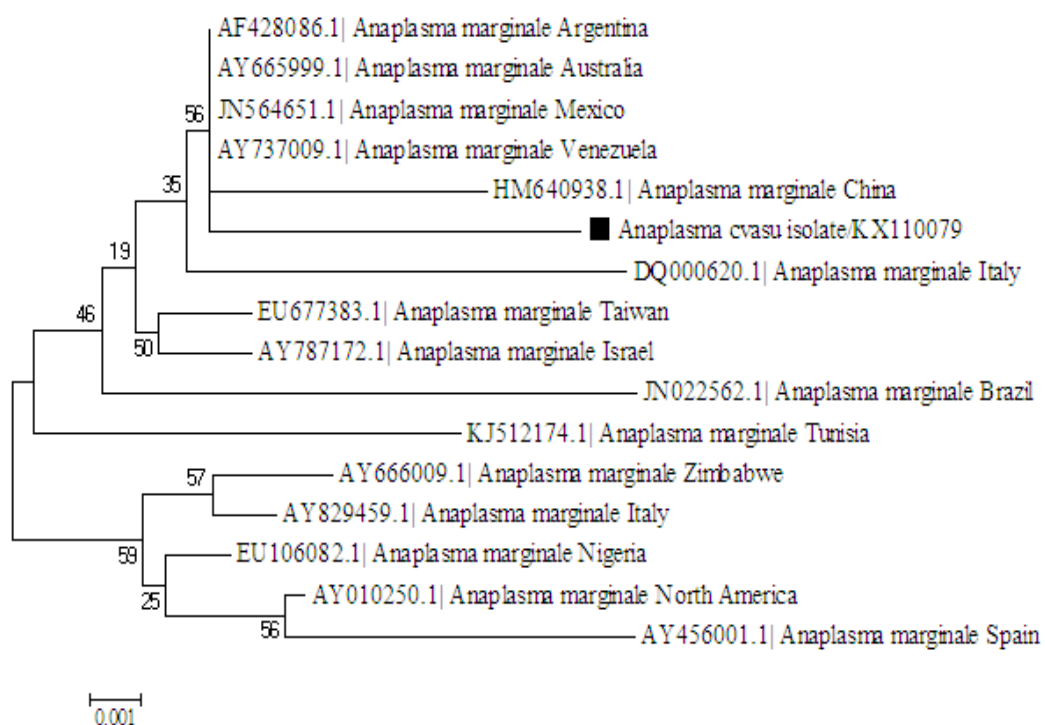 AF428086.1| Anaplasma marginale Argentina
AY665999.1| Anaplasma marginale Australia
JN564651.1| Anaplasma marginale Mexico
56
AY737009.1| Anaplasma marginale Venezuela
35
HM640938.1| Anaplasma marginale China
Anaplasma cvasu isolate/KX110079
19
DQ000620.1| Anaplasma marginale Italy
46
EU677383.1| Anaplasma marginale Taiwan
50
AY787172.1| Anaplasma marginale Israel
JN022562.1| Anaplasma marginale Brazil
KJ512174.1| Anaplasma marginale Tunisia
57
AY666009.1| Anaplasma marginale Zimbabwe
AY829459.1| Anaplasma marginale Italy
59
EU106082.1| Anaplasma marginale Nigeria
25
AY010250.1| Anaplasma marginale North America
56
AY456001.1| Anaplasma marginale Spain
0.001